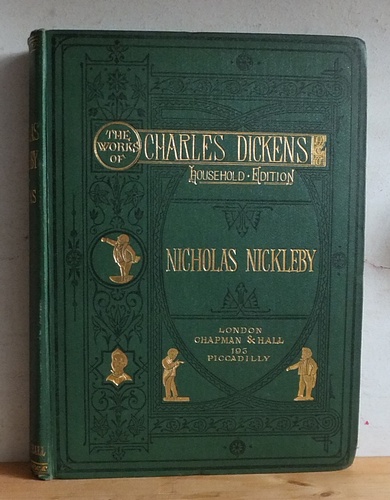 THE
WORKS
OF
CHARLES DICKENS
HOUSEHOLD · EDITION
NICHOLAS NICKLEBY
LONDON
CHAPMAN & HALL
193
PICCADILLY